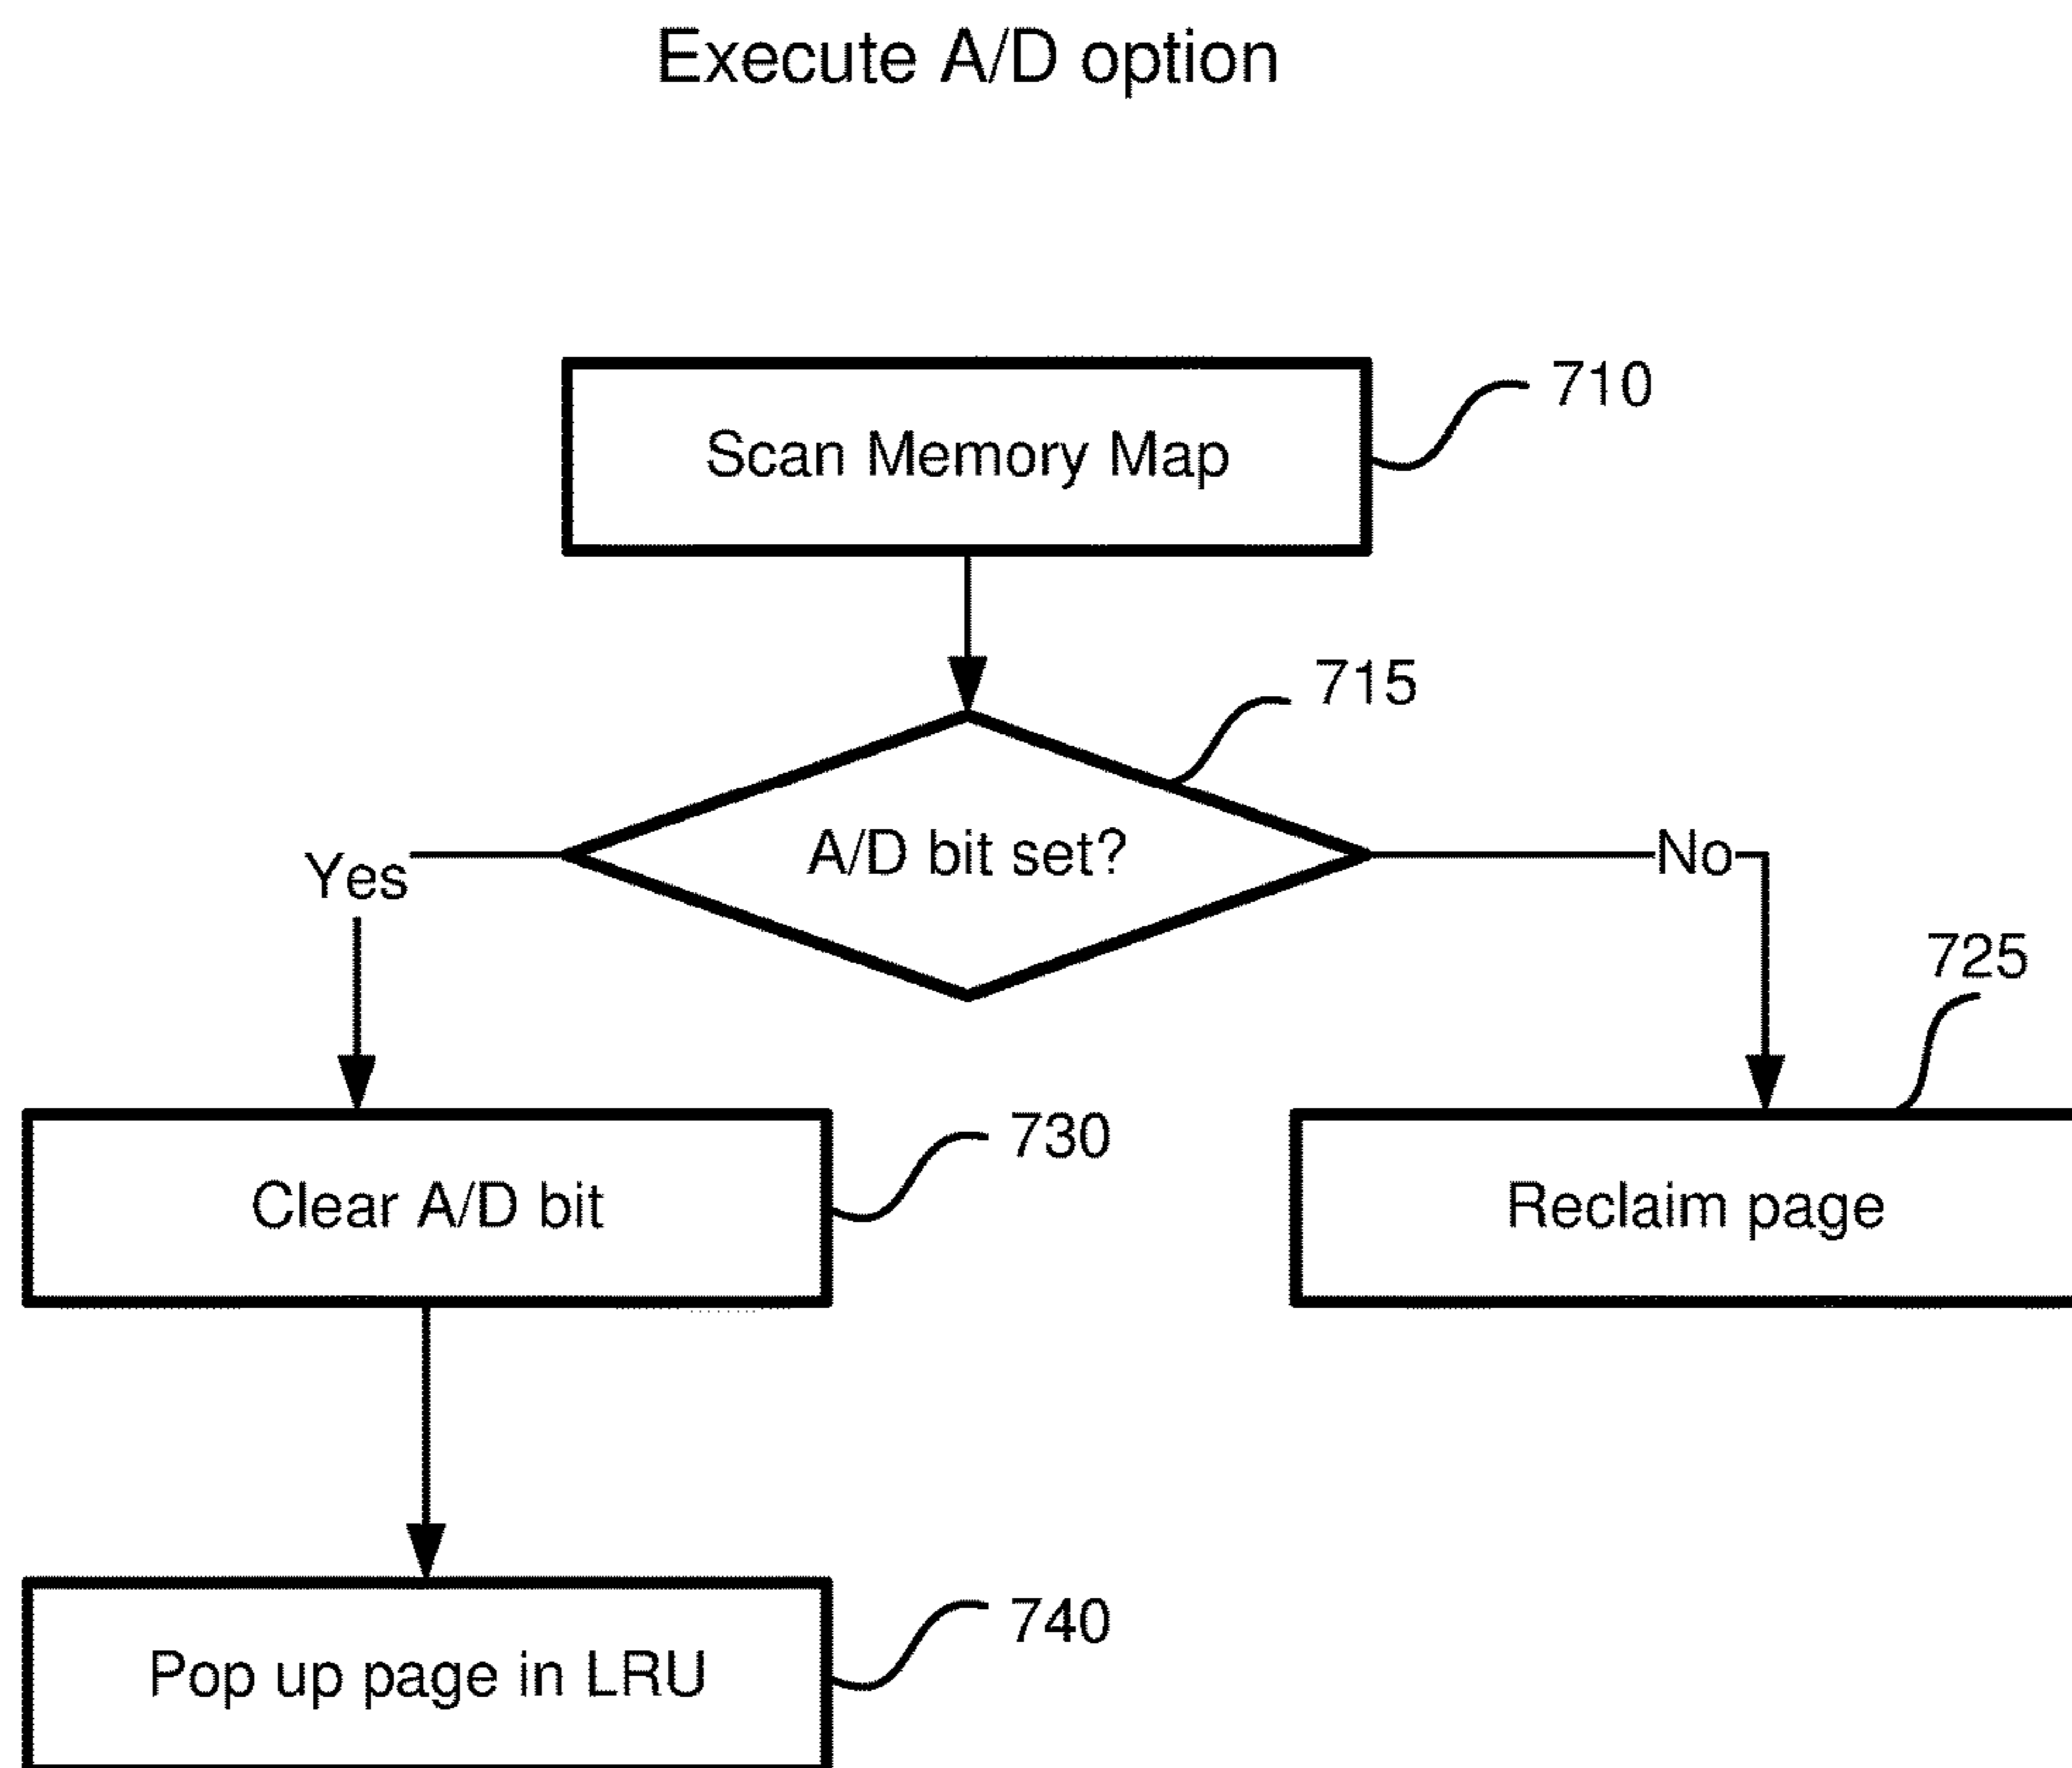 Execute A/D option
Scan Memory Map
710
715
A/D bit set?
Yes
No
725
Clear A/D bit
730
Reclaim page
Pop up page in LRU
740